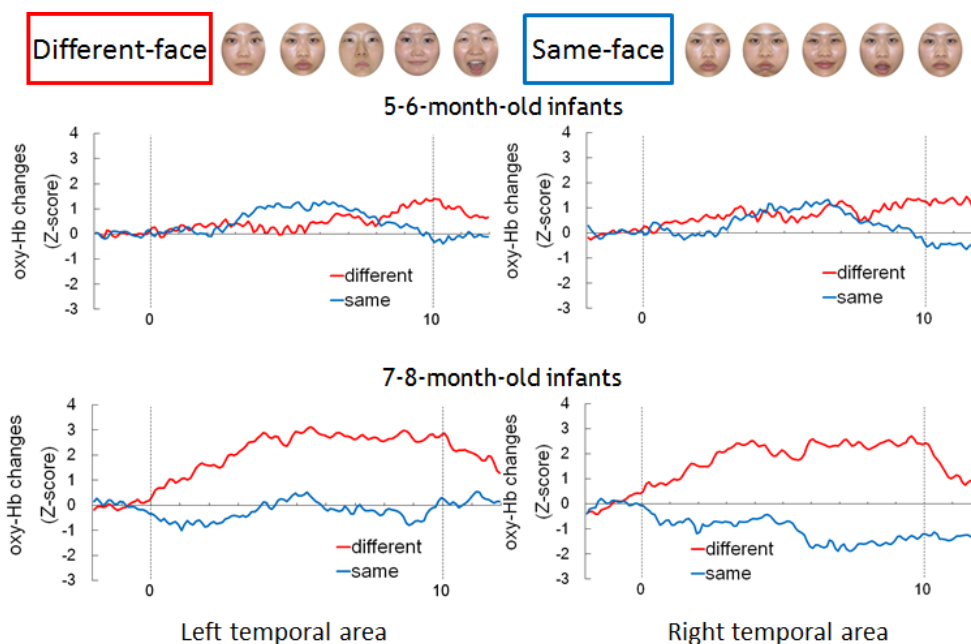 Different-face
Same-face
5-6-month-old infants
oxy-Hb changes
(Z-score)
4
3
2
1
0
-1
-2
-3
different
same
0
10
oxy-Hb changes
(Z-score)
4
3
2
1
0
-1
-2
-3
different
same
0
10
7-8-month-old infants
oxy-Hb changes
(Z-score)
4
3
2
1
0
-1
-2
-3
different
same
0
10
oxy-Hb changes
(Z-score)
4
3
2
1
0
-1
-2
-3
different
same
0
10
Left temporal area
Right temporal area